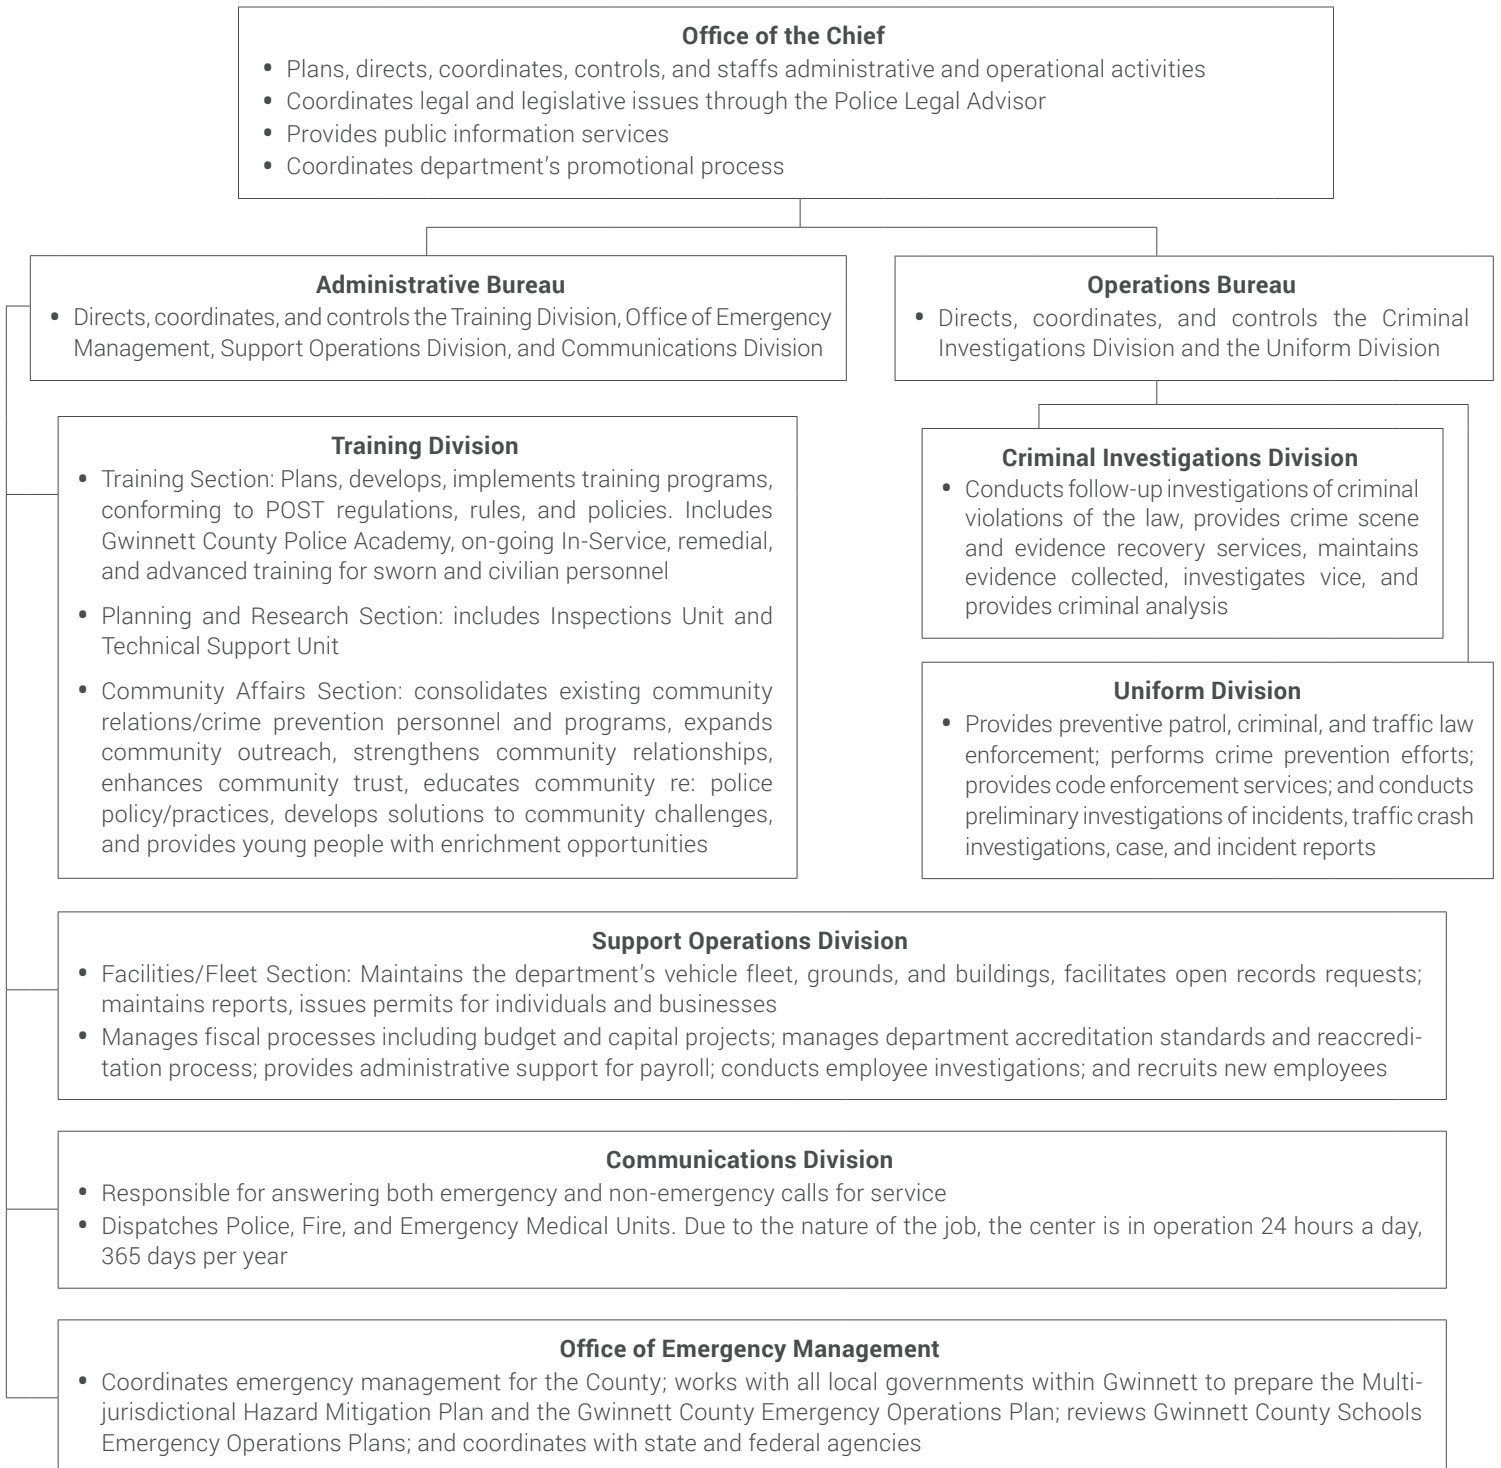 Office of the Chief
• Plans, directs, coordinates, controls, and staffs administrative and operational activities
• Coordinates legal and legislative issues through the Police Legal Advisor
• Provides public information services
• Coordinates department's promotional process
Administrative Bureau
• Directs, coordinates, and controls the Training Division, Office of Emergency
Management, Support Operations Division, and Communications Division
Operations Bureau
• Directs, coordinates, and controls the Criminal
Investigations Division and the Uniform Division
Training Division
• Training Section: Plans, develops, implements training programs,
conforming to POST regulations, rules, and policies. Includes
Gwinnett County Police Academy, on-going In-Service, remedial,
and advanced training for sworn and civilian personnel
• Planning and Research Section: includes Inspections Unit and
Technical Support Unit
• Community Affairs Section: consolidates existing community
relations/crime prevention personnel and programs, expands
community outreach, strengthens community relationships,
enhances community trust, educates community re: police
policy/practices, develops solutions to community challenges,
and provides young people with enrichment opportunities
Criminal Investigations Division
• Conducts follow-up investigations of criminal
violations of the law, provides crime scene
and evidence recovery services, maintains
evidence collected, investigates vice, and
provides criminal analysis
Uniform Division
• Provides preventive patrol, criminal, and traffic law
enforcement; performs crime prevention efforts;
provides code enforcement services; and conducts
preliminary investigations of incidents, traffic crash
investigations, case, and incident reports
Support Operations Division
• Facilities/Fleet Section: Maintains the department's vehicle fleet, grounds, and buildings, facilitates open records requests;
maintains reports, issues permits for individuals and businesses
• Manages fiscal processes including budget and capital projects; manages department accreditation standards and reaccredi-
tation process; provides administrative support for payroll; conducts employee investigations; and recruits new employees
Communications Division
• Responsible for answering both emergency and non-emergency calls for service
• Dispatches Police, Fire, and Emergency Medical Units. Due to the nature of the job, the center is in operation 24 hours a day,
365 days per year
Office of Emergency Management
• Coordinates emergency management for the County; works with all local governments within Gwinnett to prepare the Multi-
jurisdictional Hazard Mitigation Plan and the Gwinnett County Emergency Operations Plan; reviews Gwinnett County Schools
Emergency Operations Plans; and coordinates with state and federal agencies